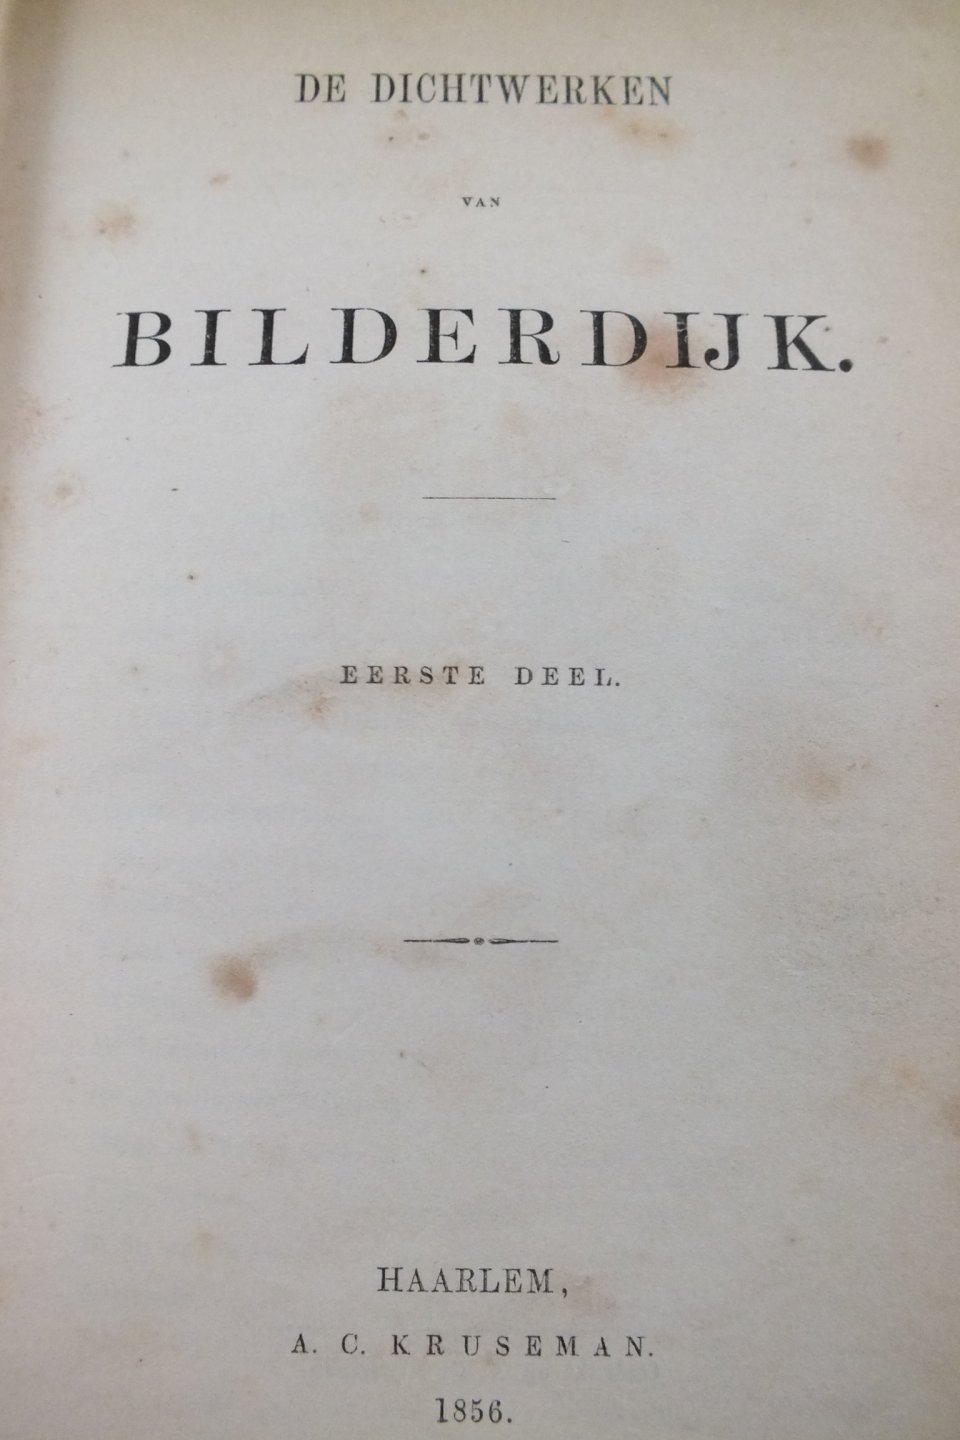 DE DICHTWERKEN
VAN
BILDERDIJK.
EERSTE DEEL.
HAARLEM,
A. C. KRUSEMAN.
1856.